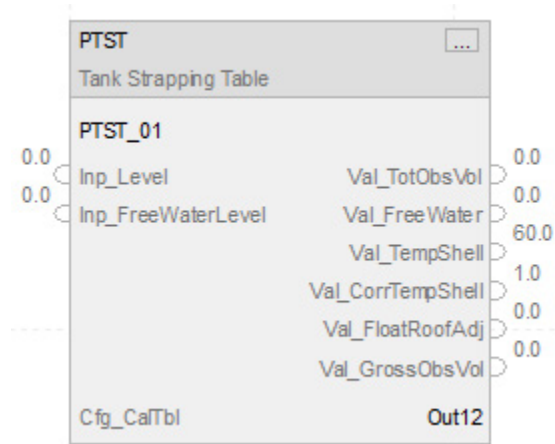 PTST ...
Tank Strapping Table
PTST_01
0.0 Inp_Level Val_TotObsVol 0.0
0.0 Inp_FreeWaterLevel Val_FreeWater 0.0
Val_TempShell 60.0
Val_CorrTempShell 1.0
Val_FloatRoofAdj 0.0
Val_GrossObsVol 0.0
Cfg_CalTbl Out12